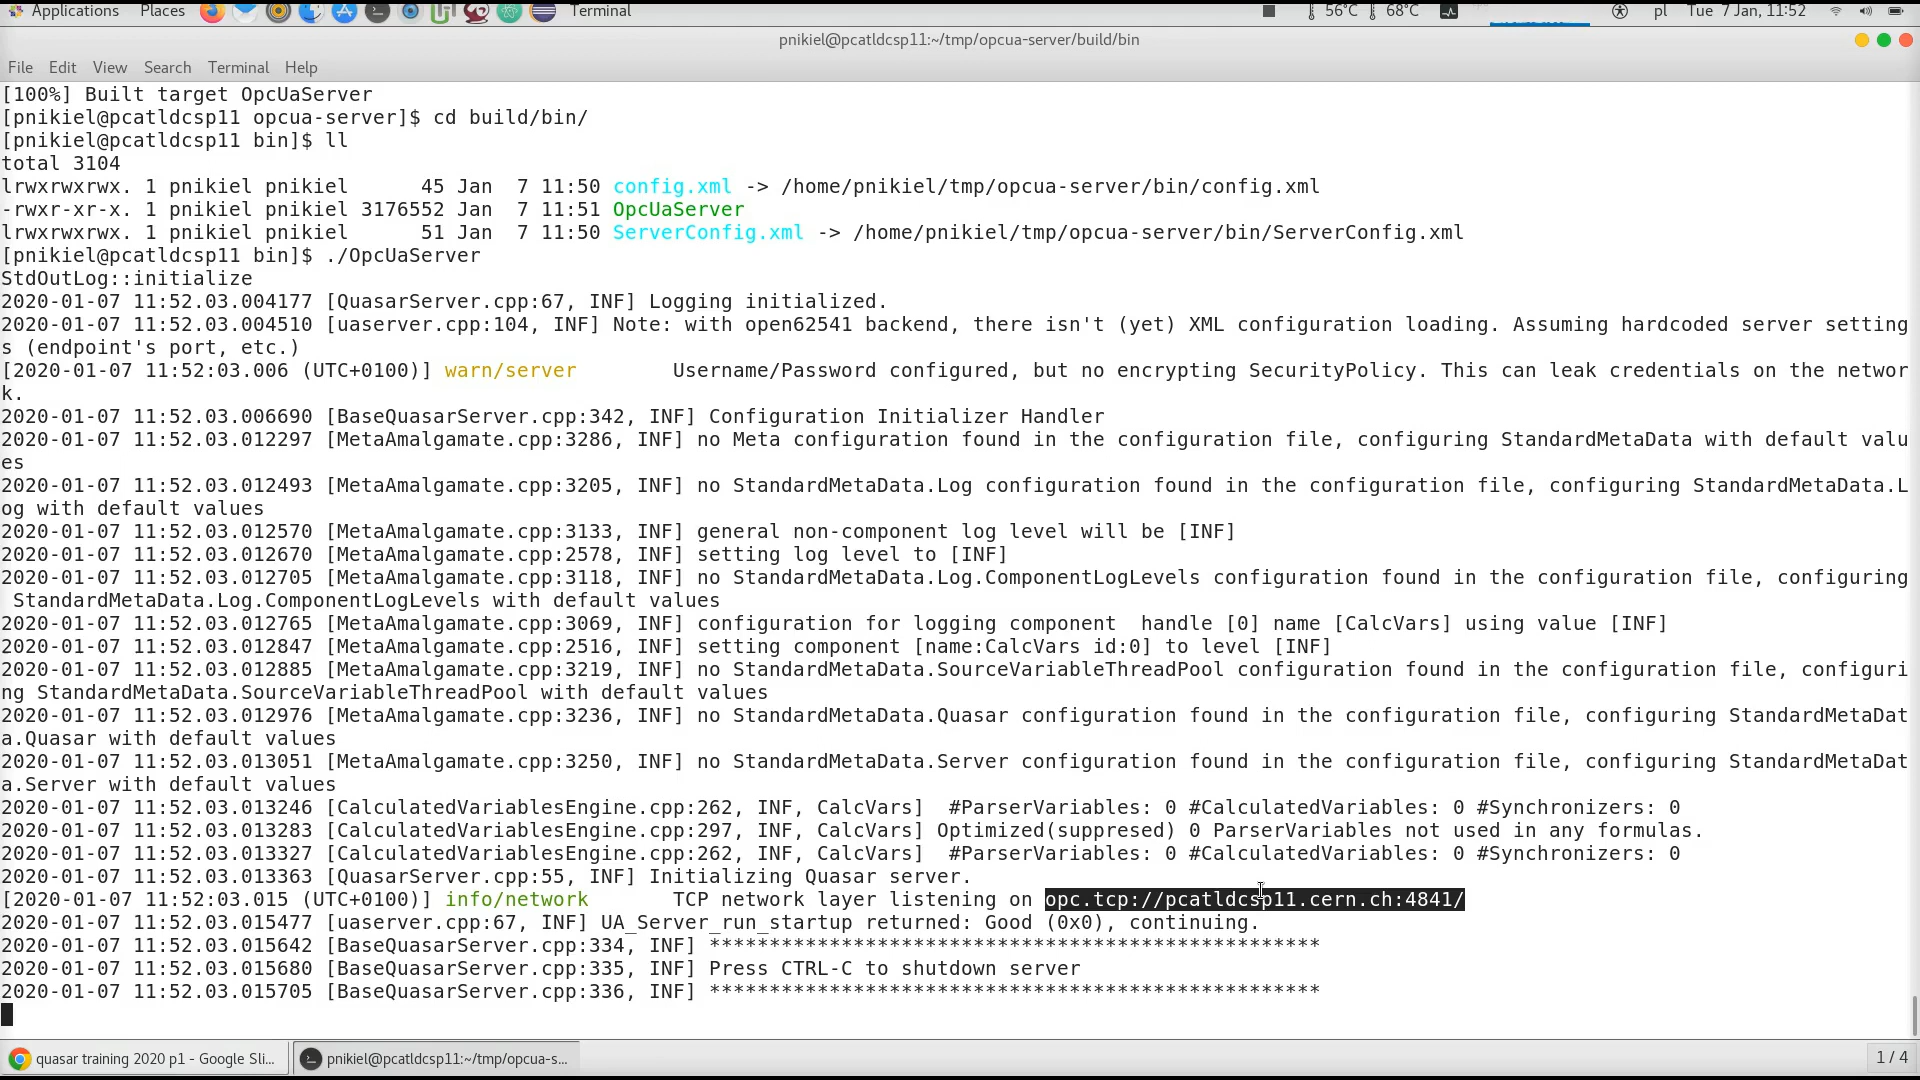 Applications Places Terminal 56°C 68°C pl Tue 7 Jan, 11:52
pnikiel@pcatldcsp11:~/tmp/opcua-server/build/bin
File Edit View Search Terminal Help
[100%] Built target OpcUaServer
[pnikiel@pcatldcsp11 opcua-server]$ cd build/bin/
[pnikiel@pcatldcsp11 bin]$ ll
total 3104
lrwxrwxrwx. 1 pnikiel pnikiel      45 Jan  7 11:50 config.xml -> /home/pnikiel/tmp/opcua-server/bin/config.xml
-rwxr-xr-x. 1 pnikiel pnikiel 3176552 Jan  7 11:51 OpcUaServer
lrwxrwxrwx. 1 pnikiel pnikiel      51 Jan  7 11:50 ServerConfig.xml -> /home/pnikiel/tmp/opcua-server/bin/ServerConfig.xml
[pnikiel@pcatldcsp11 bin]$ ./OpcUaServer
StdOutLog::initialize
2020-01-07 11:52.03.004177 [QuasarServer.cpp:67, INF] Logging initialized.
2020-01-07 11:52.03.004510 [uaserver.cpp:104, INF] Note: with open62541 backend, there isn't (yet) XML configuration loading. Assuming hardcoded server setting
s (endpoint's port, etc.)
[2020-01-07 11:52:03.006 (UTC+0100)] warn/server        Username/Password configured, but no encrypting SecurityPolicy. This can leak credentials on the networ
k.
2020-01-07 11:52.03.006690 [BaseQuasarServer.cpp:342, INF] Configuration Initializer Handler
2020-01-07 11:52.03.012297 [MetaAmalgamate.cpp:3286, INF] no Meta configuration found in the configuration file, configuring StandardMetaData with default valu
es
2020-01-07 11:52.03.012493 [MetaAmalgamate.cpp:3205, INF] no StandardMetaData.Log configuration found in the configuration file, configuring StandardMetaData.L
og with default values
2020-01-07 11:52.03.012570 [MetaAmalgamate.cpp:3133, INF] general non-component log level will be [INF]
2020-01-07 11:52.03.012670 [MetaAmalgamate.cpp:2578, INF] setting log level to [INF]
2020-01-07 11:52.03.012705 [MetaAmalgamate.cpp:3118, INF] no StandardMetaData.Log.ComponentLogLevels configuration found in the configuration file, configuring
 StandardMetaData.Log.ComponentLogLevels with default values
2020-01-07 11:52.03.012765 [MetaAmalgamate.cpp:3069, INF] configuration for logging component  handle [0] name [CalcVars] using value [INF]
2020-01-07 11:52.03.012847 [MetaAmalgamate.cpp:2516, INF] setting component [name:CalcVars id:0] to level [INF]
2020-01-07 11:52.03.012885 [MetaAmalgamate.cpp:3219, INF] no StandardMetaData.SourceVariableThreadPool configuration found in the configuration file, configuri
ng StandardMetaData.SourceVariableThreadPool with default values
2020-01-07 11:52.03.012976 [MetaAmalgamate.cpp:3236, INF] no StandardMetaData.Quasar configuration found in the configuration file, configuring StandardMetaDat
a.Quasar with default values
2020-01-07 11:52.03.013051 [MetaAmalgamate.cpp:3250, INF] no StandardMetaData.Server configuration found in the configuration file, configuring StandardMetaDat
a.Server with default values
2020-01-07 11:52.03.013246 [CalculatedVariablesEngine.cpp:262, INF, CalcVars]  #ParserVariables: 0 #CalculatedVariables: 0 #Synchronizers: 0
2020-01-07 11:52.03.013283 [CalculatedVariablesEngine.cpp:297, INF, CalcVars] Optimized(suppresed) 0 ParserVariables not used in any formulas.
2020-01-07 11:52.03.013327 [CalculatedVariablesEngine.cpp:262, INF, CalcVars]  #ParserVariables: 0 #CalculatedVariables: 0 #Synchronizers: 0
2020-01-07 11:52.03.013363 [QuasarServer.cpp:55, INF] Initializing Quasar server.
[2020-01-07 11:52:03.015 (UTC+0100)] info/network       TCP network layer listening on opc.tcp://pcatldcsp11.cern.ch:4841/
2020-01-07 11:52.03.015477 [uaserver.cpp:67, INF] UA_Server_run_startup returned: Good (0x0), continuing.
2020-01-07 11:52.03.015642 [BaseQuasarServer.cpp:334, INF] ***************************************************
2020-01-07 11:52.03.015680 [BaseQuasarServer.cpp:335, INF] Press CTRL-C to shutdown server
2020-01-07 11:52.03.015705 [BaseQuasarServer.cpp:336, INF] ***************************************************
quasar training 2020 p1 - Google Sli... pnikiel@pcatldcsp11:~/tmp/opcua-s... 1 / 4